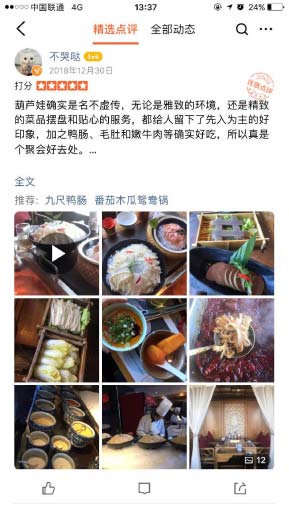 中国联通 4G 13:37 24%
精选点评 全部动态
不哭哒 Lv6
2018年12月30日
打分
优质点评
葫芦娃确实是名不虚传，无论是雅致的环境，还是精致
的菜品摆盘和贴心的服务，都给人留下了先入为主的好
印象，加之鸭肠、毛肚和嫩牛肉等确实好吃，所以真是
个聚会好去处。...
全文
推荐：九尺鸭肠 番茄木瓜鸳鸯锅
12